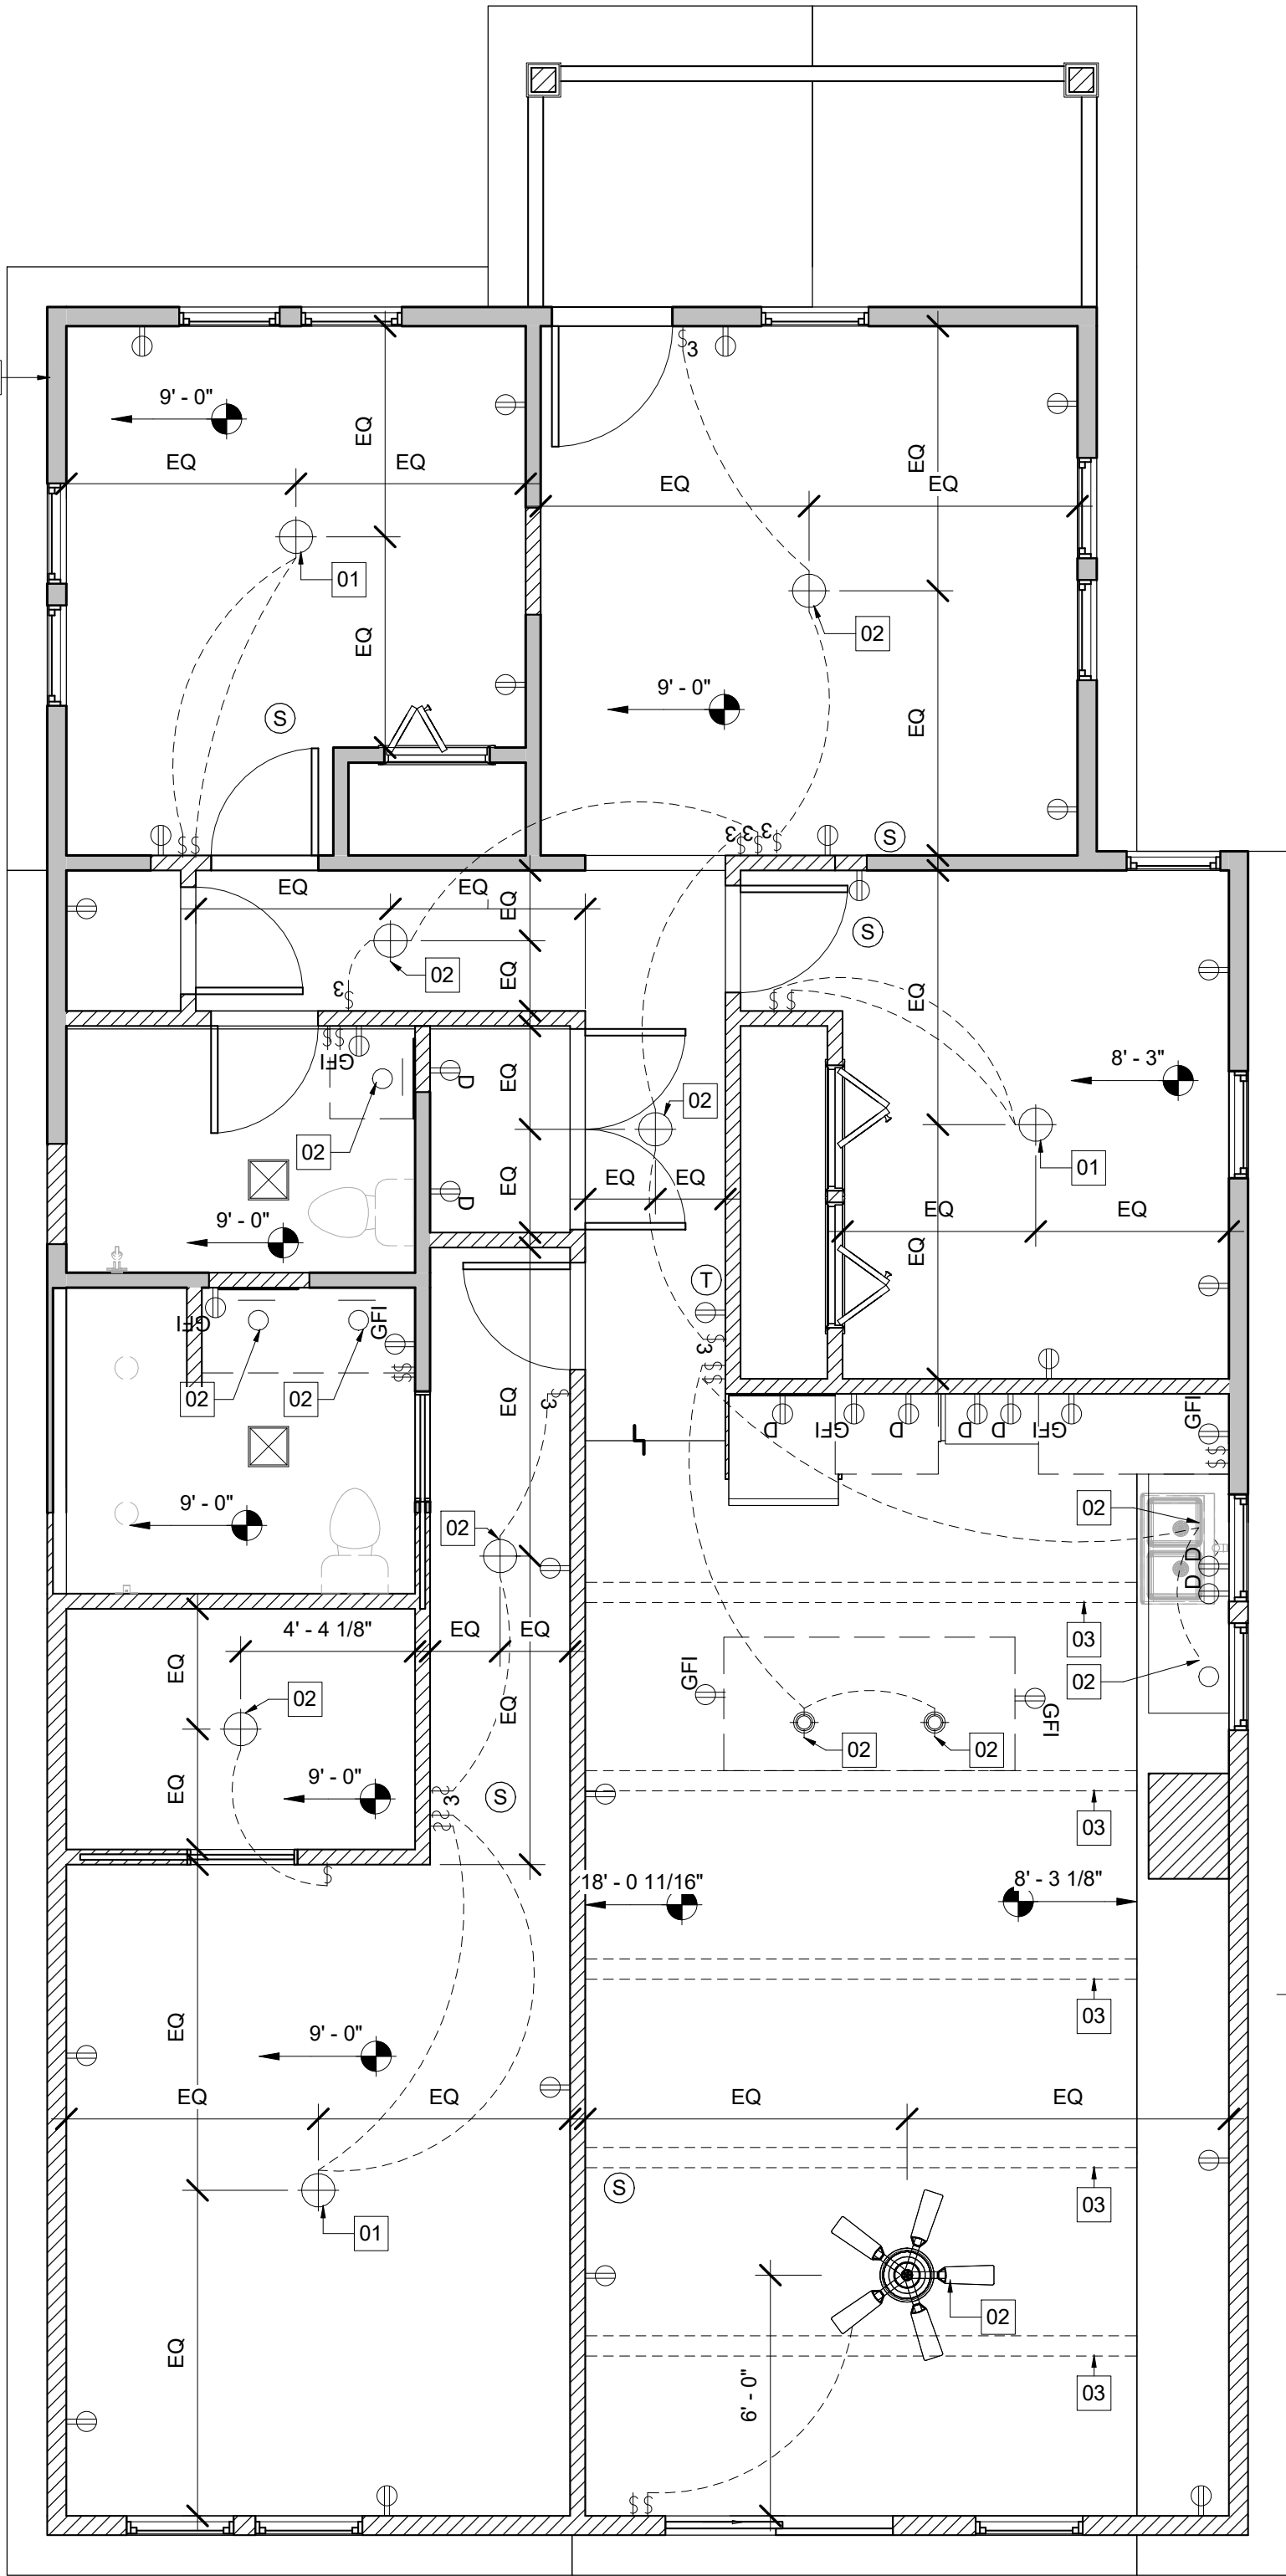 $3
9' - 0"
EQ
EQ
EQ
EQ
EQ
EQ
01
02
EQ
9' - 0"
S
EQ
$ $
$3 $3 $3
S
EQ
EQ
EQ
S
02
EQ
$3
EQ
$ $
$ $
GFI
D
EQ
8' - 3"
02
02
01
D
EQ
EQ
EQ
9' - 0"
EQ
EQ
EQ
T
GFI
GFI
$3
$ $
$ $
02
02
EQ
$3
D
GFI
D
D
D
GFI
GFI
$ $
9' - 0"
02
02
D
D
03
4' - 4 1/8"
EQ
EQ
EQ
02
GFI
02
EQ
GFI
02
02
9' - 0"
EQ
$3
S
03
$
18' - 0 11/16"
8' - 3 1/8"
03
EQ
9' - 0"
EQ
EQ
EQ
EQ
S
03
01
02
EQ
6' - 0"
03
$ $